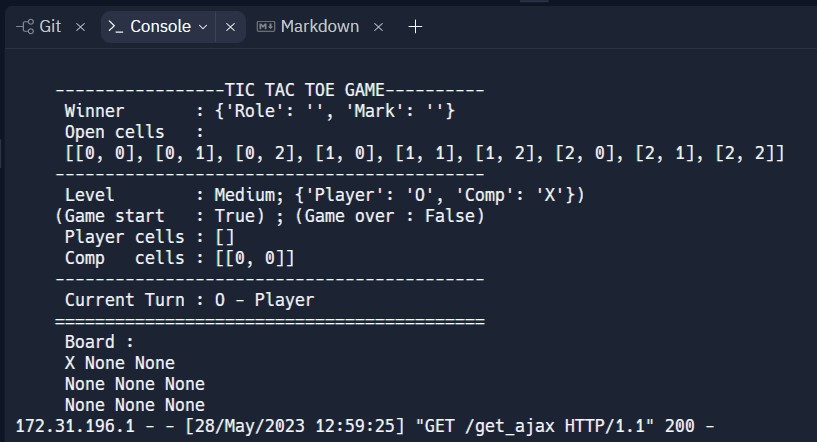 Git × >_ Console × M↓ Markdown × +
-----------------TIC TAC TOE GAME----------
Winner        : {'Role': '', 'Mark': ''}
Open cells   :
[[0, 0], [0, 1], [0, 2], [1, 0], [1, 1], [1, 2], [2, 0], [2, 1], [2, 2]]
-------------------------------------------
Level         : Medium; {'Player': 'O', 'Comp': 'X'})
(Game start   : True) ; (Game over : False)
Player cells : []
Comp   cells : [[0, 0]]
-------------------------------------------
Current Turn : O - Player
===========================================
Board :
X None None
None None None
None None None
172.31.196.1 - - [28/May/2023 12:59:25] "GET /get_ajax HTTP/1.1" 200 -